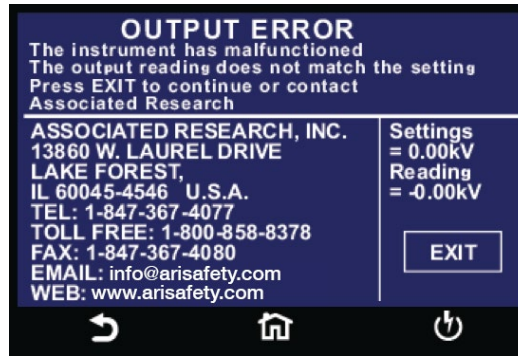 OUTPUT ERROR
The instrument has malfunctioned
The output reading does not match the setting
Press EXIT to continue or contact
Associated Research
ASSOCIATED RESEARCH, INC.
13860 W. LAUREL DRIVE
LAKE FOREST,
IL 60045-4546 U.S.A.
TEL: 1-847-367-4077
TOLL FREE: 1-800-858-8378
FAX: 1-847-367-4080
EMAIL: info@arisafety.com
WEB: www.arisafety.com
Settings
= 0.00kV
Reading
= -0.00kV
EXIT